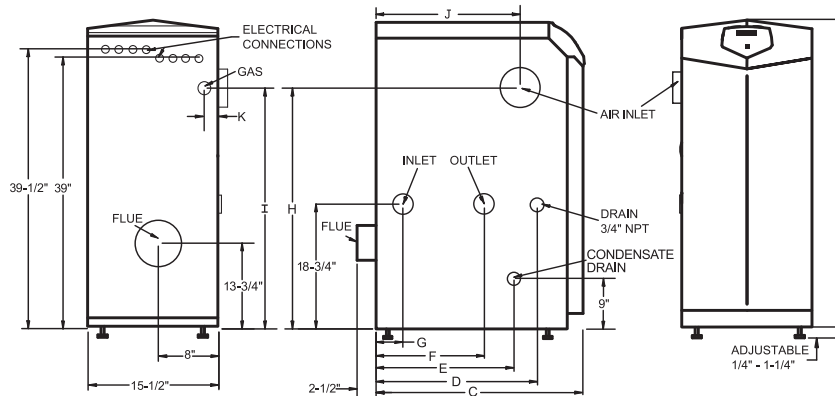 ELECTRICAL
CONNECTIONS
GAS
K
39-1/2"
39"
I
FLUE
13-3/4"
8"
15-1/2"
J
H
AIR INLET
INLET
OUTLET
FLUE
DRAIN
3/4" NPT
18-3/4"
CONDENSATE
DRAIN
9"
G
F
E
D
C
2-1/2"
ADJUSTABLE
1/4" - 1-1/4"